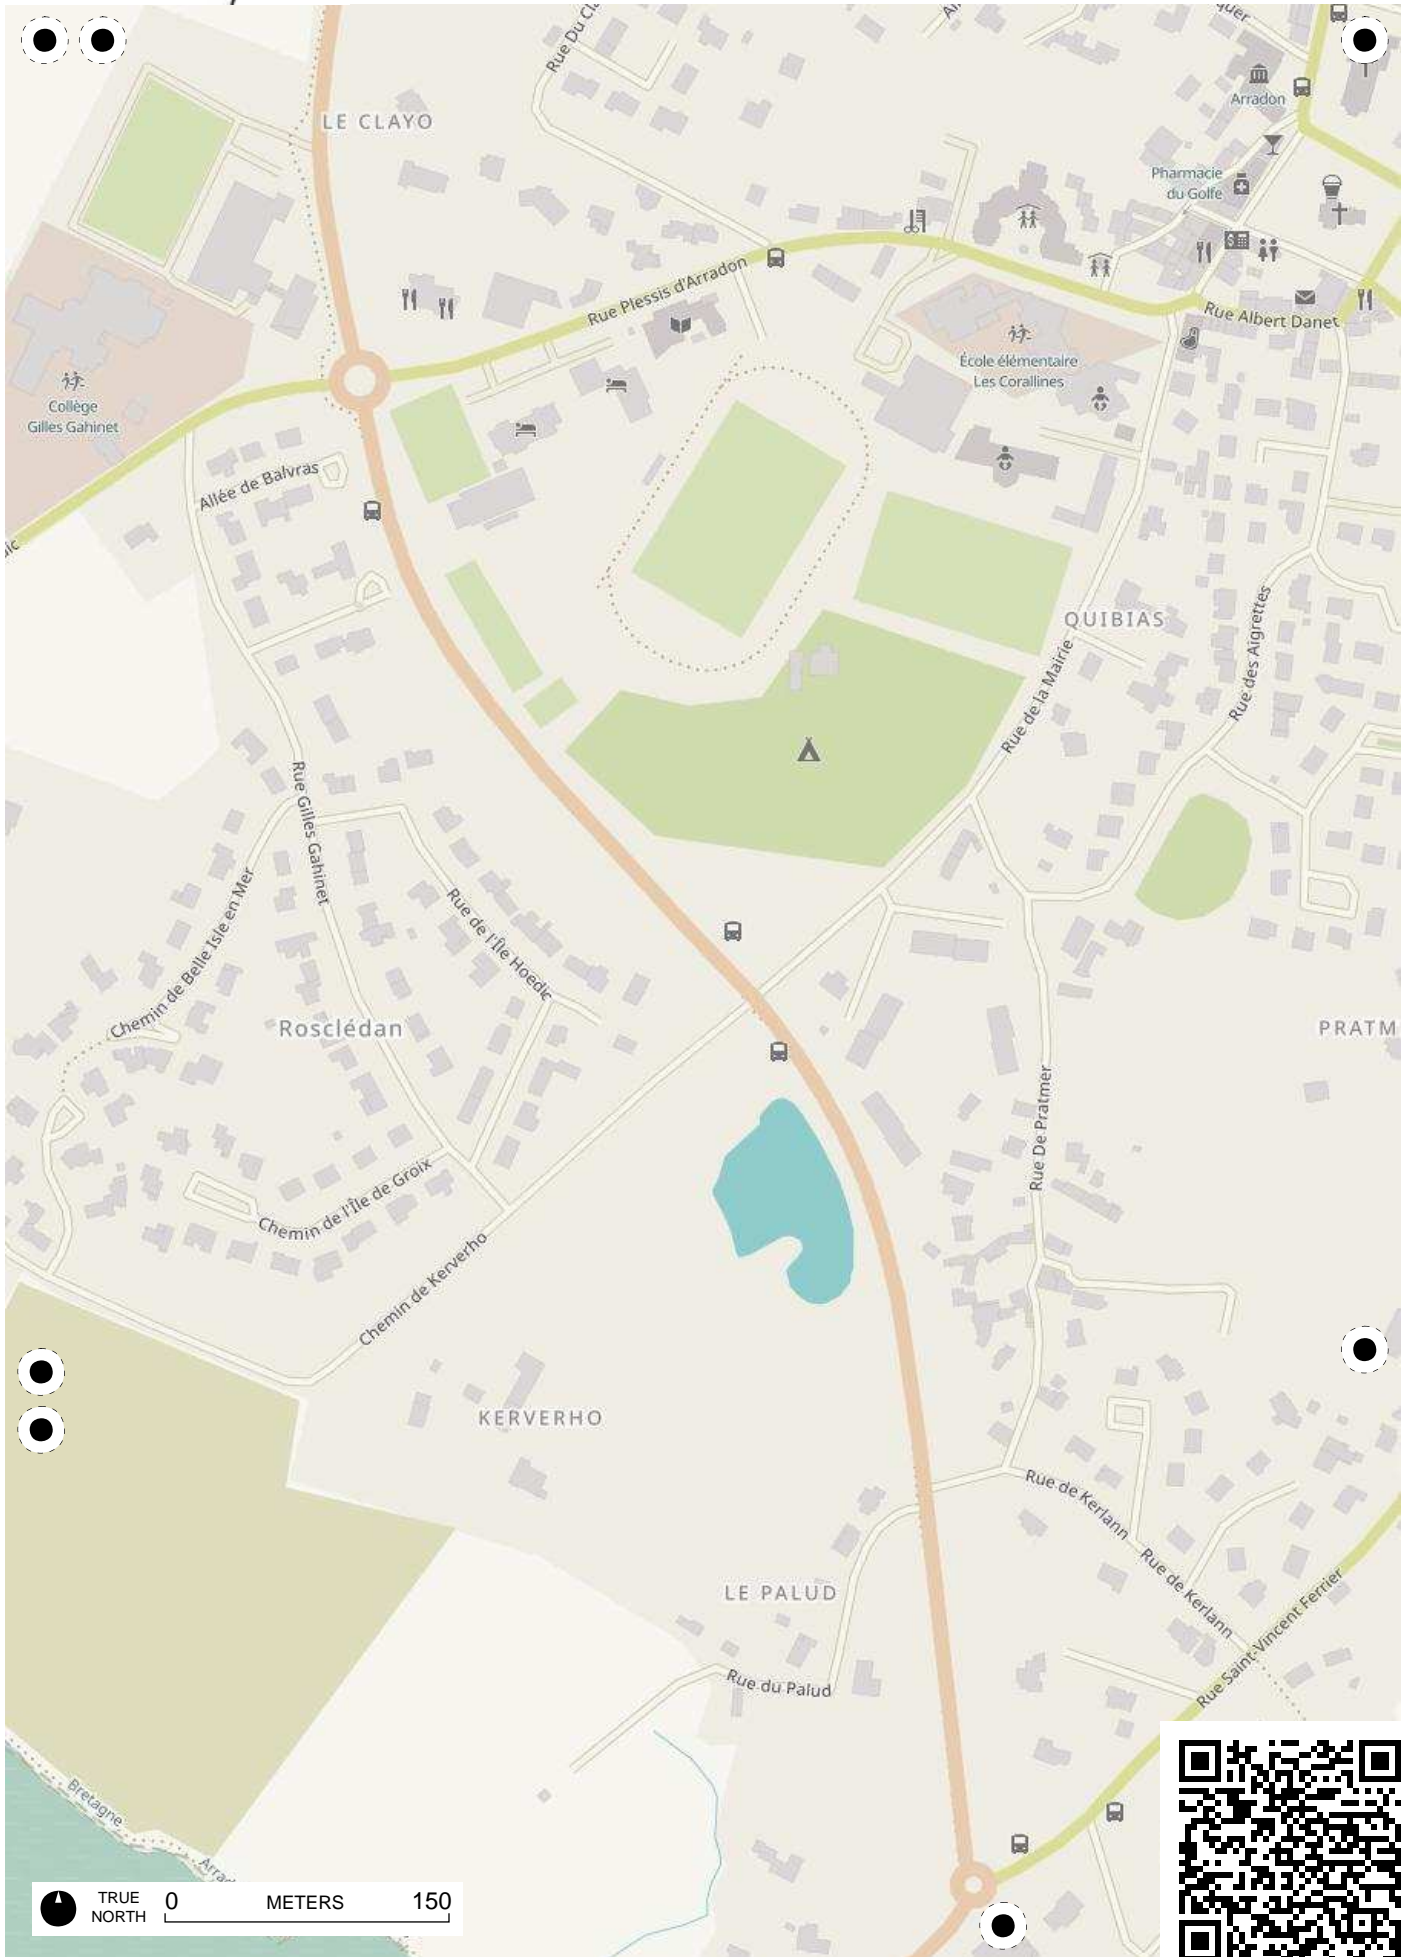 Rue Du Cla
LE CLAYO
Arradon
Pharmacie
du Golfe
Rue Plessis d'Arradon
Rue Albert Danet
École élémentaire
Les Corallines
Collège
Gilles Gahinet
Allée de Balvras
QUIBIAS
Rue des Aigrettes
Rue de la Mairie
Rue Gilles Gahinet
Chemin de Belle Isle en Mer
Rue de l'Île Hoedic
Rosclédan
PRATM
Rue De Pratmer
Chemin de l'Île de Groix
Chemin de Kerverho
KERVERHO
Rue de Kerlann
Rue de Kerlann
LE PALUD
Rue Saint-Vincent Ferrier
Rue du Palud
Bretagne
Arrad
TRUE
NORTH
0 METERS 150